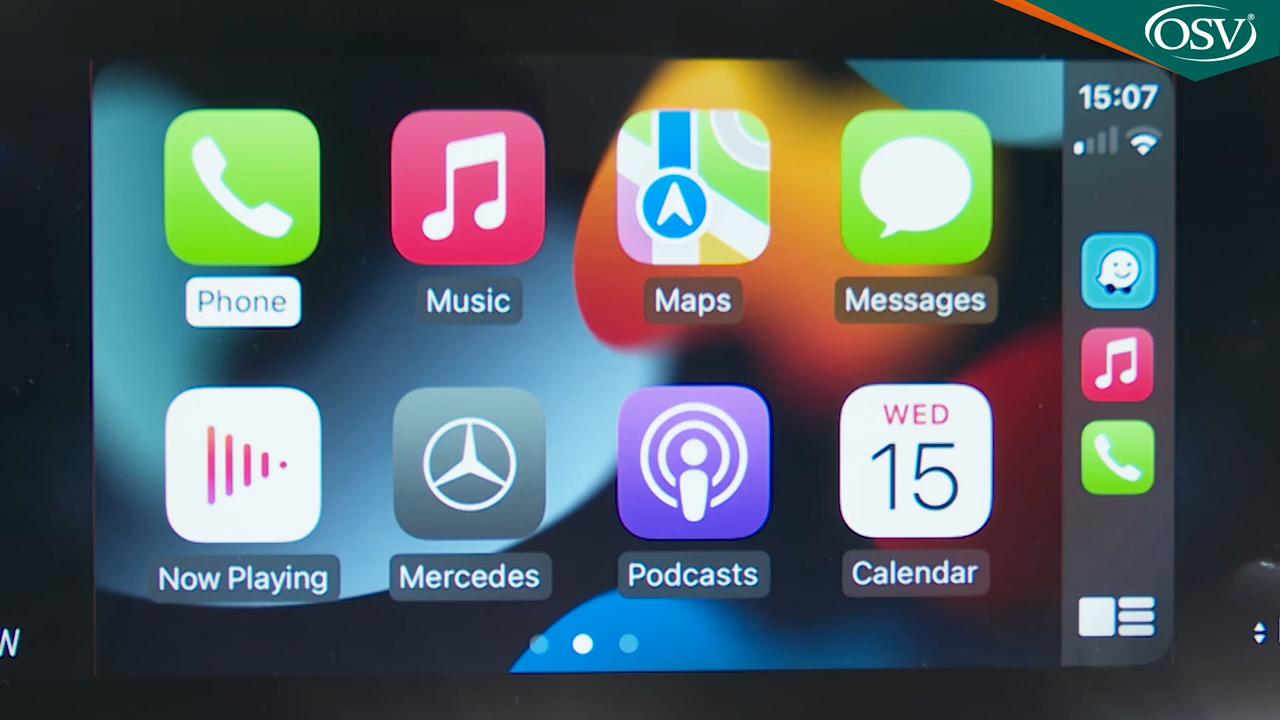 OSV®
15:07
Phone
Music
Maps
Messages
WED
15
Now Playing
Mercedes
Podcasts
Calendar
W